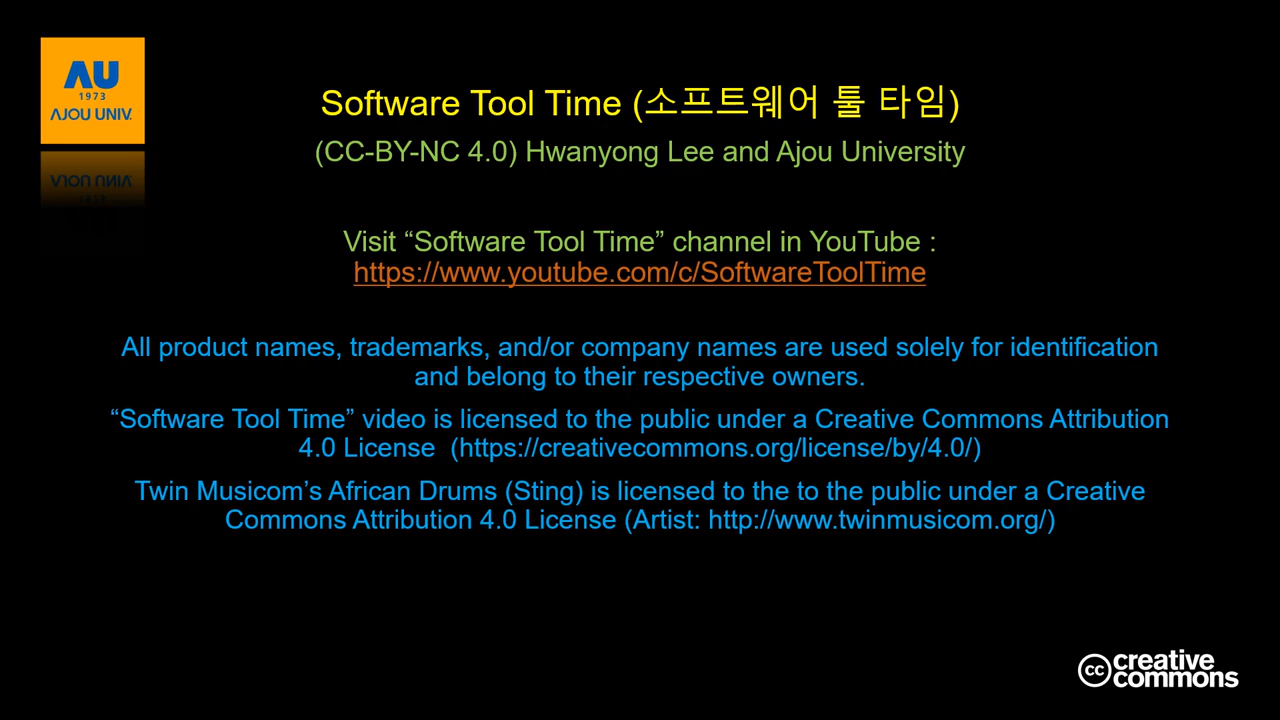 AU
1973
AJOU UNIV.
Software Tool Time (소프트웨어 툴 타임)
(CC-BY-NC 4.0) Hwanyong Lee and Ajou University
Visit “Software Tool Time” channel in YouTube :
https://www.youtube.com/c/SoftwareToolTime
All product names, trademarks, and/or company names are used solely for identification
and belong to their respective owners.
“Software Tool Time” video is licensed to the public under a Creative Commons Attribution
4.0 License  (https://creativecommons.org/license/by/4.0/)
Twin Musicom’s African Drums (Sting) is licensed to the to the public under a Creative
Commons Attribution 4.0 License (Artist: http://www.twinmusicom.org/)
cc creative
commons